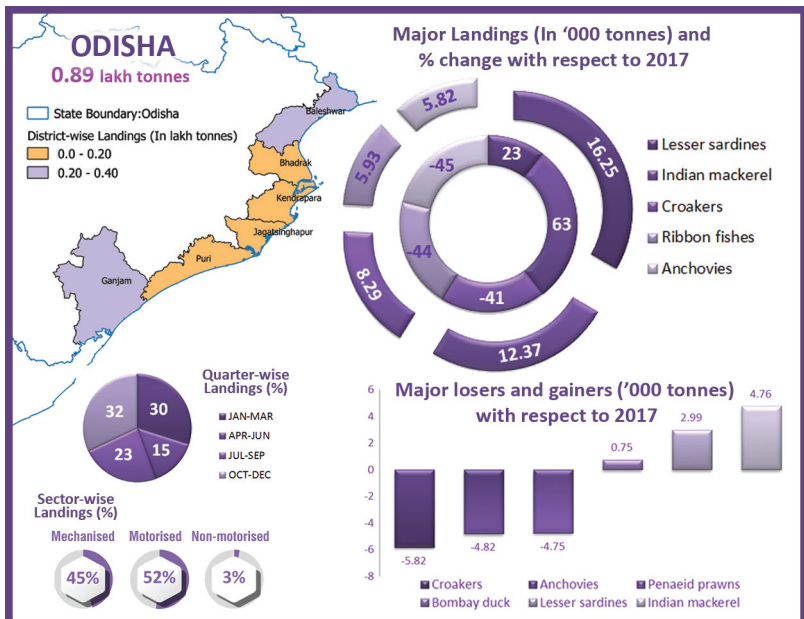 ODISHA
0.89 lakh tonnes
State Boundary:Odisha
District-wise Landings (In lakh tonnes)
0.0 - 0.20
0.20 - 0.40
Baleshwar
Bhadrak
Kendrapara
Jagatsinghapur
Puri
Ganjam
Major Landings (In ‘000 tonnes) and
% change with respect to 2017
5.82
16.25
5.93
8.29
12.37
-45
23
63
-44
-41
Lesser sardines
Indian mackerel
Croakers
Ribbon fishes
Anchovies
Quarter-wise
Landings (%)
32
30
23
15
JAN-MAR
APR-JUN
JUL-SEP
OCT-DEC
Sector-wise
Landings (%)
Mechanised Motorised Non-motorised
45% 52% 3%
Major losers and gainers (’000 tonnes)
with respect to 2017
6
4
2
0
-2
-4
-6
-8
-5.82
-4.82
-4.75
0.75
2.99
4.76
Croakers Anchovies Penaeid prawns
Bombay duck Lesser sardines Indian mackerel